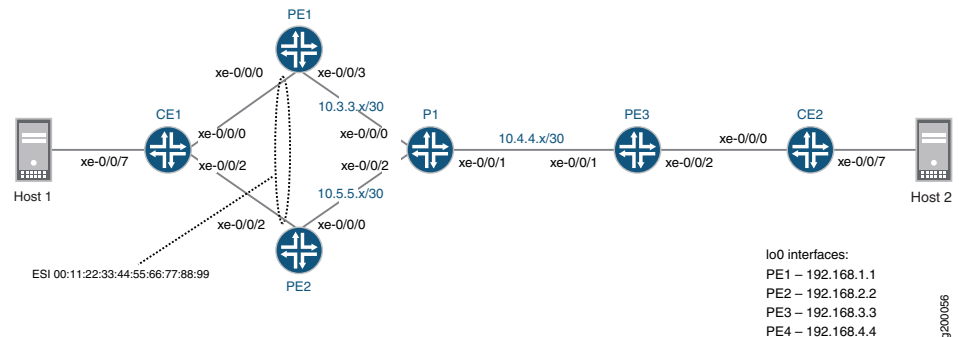 PE1
xe-0/0/0 xe-0/0/3
10.3.3.x/30
CE1 P1 PE3 CE2
xe-0/0/0 xe-0/0/0 10.4.4.x/30 xe-0/0/0
xe-0/0/7 xe-0/0/2 xe-0/0/2 xe-0/0/1 xe-0/0/1 xe-0/0/2 xe-0/0/7
Host 1 10.5.5.x/30 Host 2
xe-0/0/2 xe-0/0/0
ESI 00:11:22:33:44:55:66:77:88:99
PE2
lo0 interfaces:
PE1 – 192.168.1.1
PE2 – 192.168.2.2
PE3 – 192.168.3.3
PE4 – 192.168.4.4
g200056